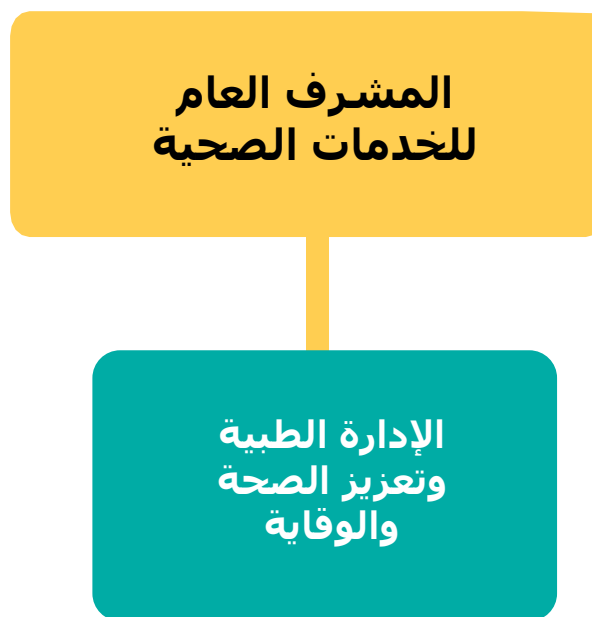 المشرف العام
للخدمات الصحية
الإدارة الطبية
وتعزيز الصحة
والوقاية